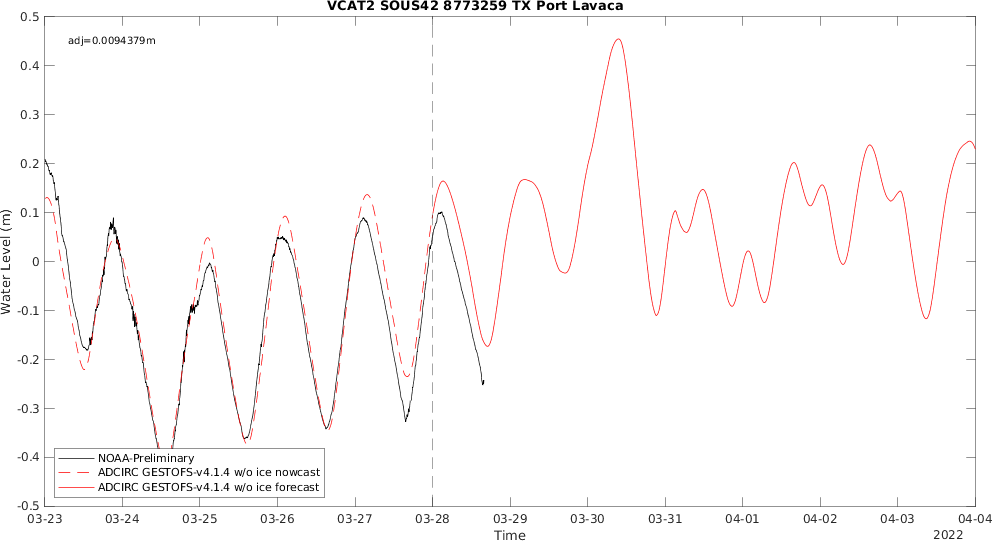 VCAT2 SOUS42 8773259 TX Port Lavaca
adj=0.0094379m
0.5
0.4
0.3
0.2
0.1
0
-0.1
-0.2
-0.3
-0.4
-0.5
Water Level (m)
NOAA-Preliminary
ADCIRC GESTOFS-v4.1.4 w/o ice nowcast
ADCIRC GESTOFS-v4.1.4 w/o ice forecast
03-23 03-24 03-25 03-26 03-27 03-28 03-29 03-30 03-31 04-01 04-02 04-03 04-04
Time
2022